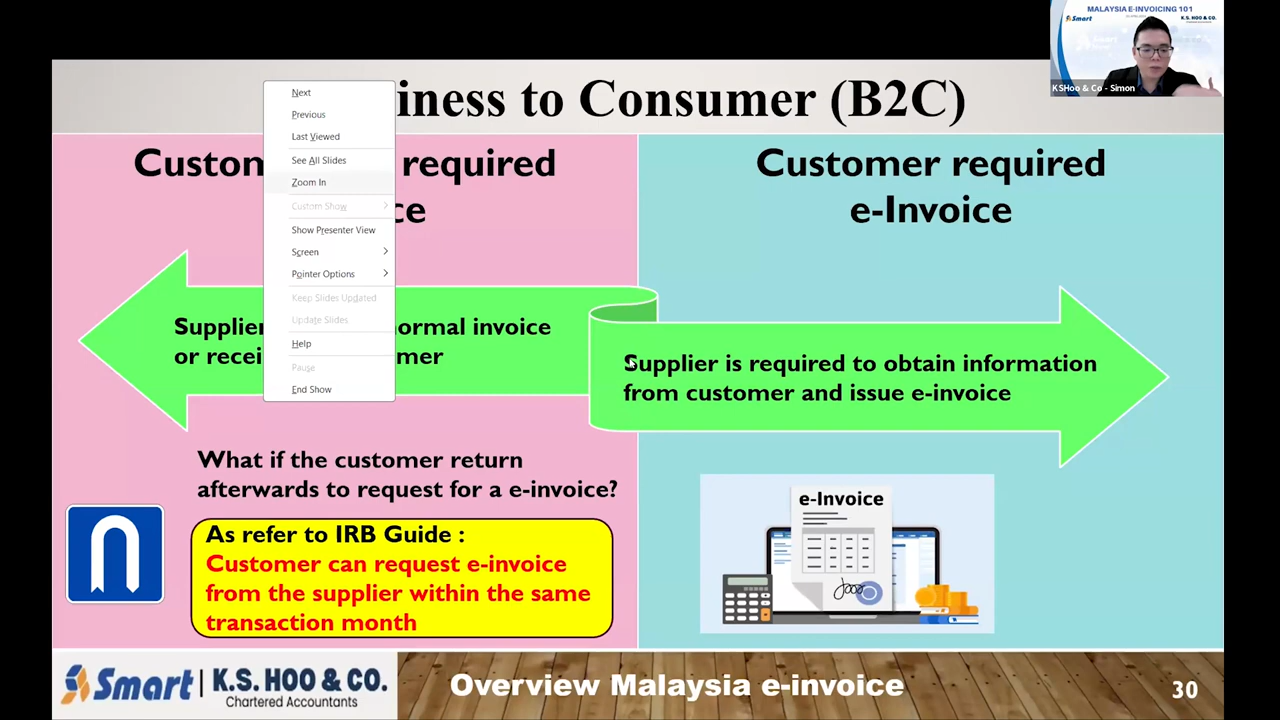 MALAYSIA E-INVOICING 101
Smart
K.S. HOO & CO.
KSHoo & Co - Simon
iness to Consumer (B2C)
Custom required
ce
Customer required
e-Invoice
Next
Previous
Last Viewed
See All Slides
Zoom In
Custom Show
Show Presenter View
Screen
Pointer Options
Keep Slides Updated
Update Slides
Help
Pause
End Show
Supplier normal invoice
or recei mer
Supplier is required to obtain information
from customer and issue e-invoice
What if the customer return
afterwards to request for a e-invoice?
As refer to IRB Guide :
Customer can request e-invoice
from the supplier within the same
transaction month
e-Invoice
Smart | K.S. HOO & CO.
Chartered Accountants
Overview Malaysia e-invoice
30